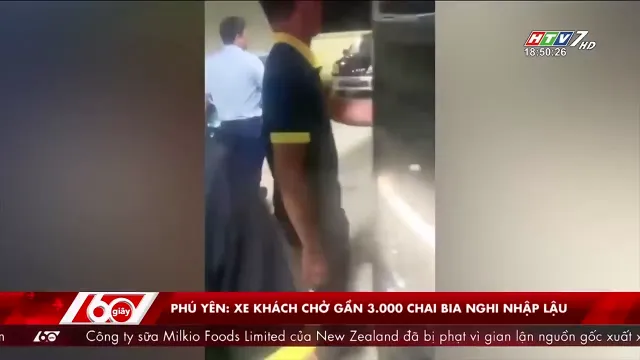 HTV7 HD
18:50:26
60 giây
PHÚ YÊN: XE KHÁCH CHỞ GẦN 3.000 CHAI BIA NGHI NHẬP LẬU
60 giây Công ty sữa Milkio Foods Limited của New Zealand đã bị phạt vì gian lận nguồn gốc xuất